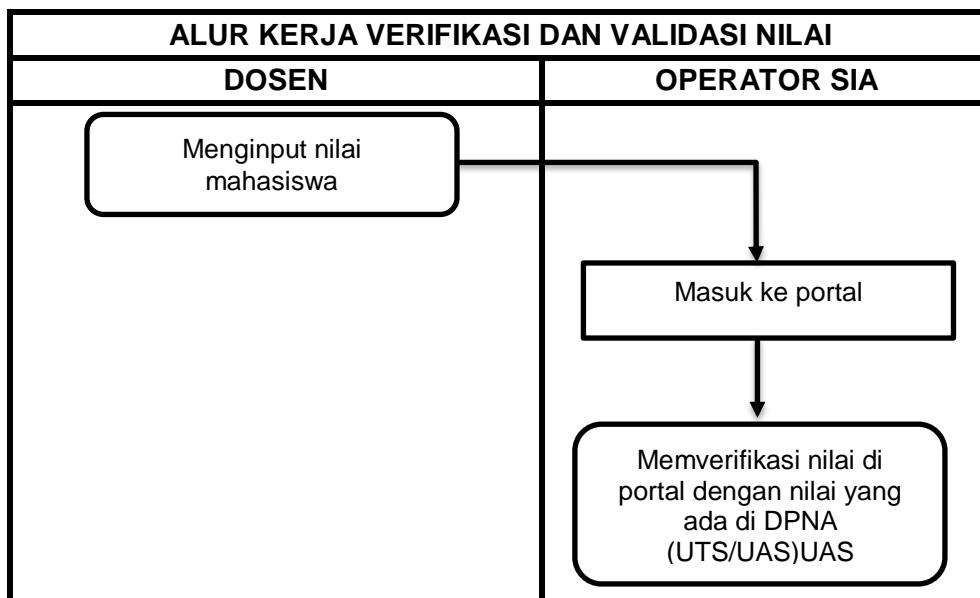 ALUR KERJA VERIFIKASI DAN VALIDASI NILAI
DOSEN
OPERATOR SIA
Menginput nilai
mahasiswa
Masuk ke portal
Memverifikasi nilai di
portal dengan nilai yang
ada di DPNA
(UTS/UAS)UAS